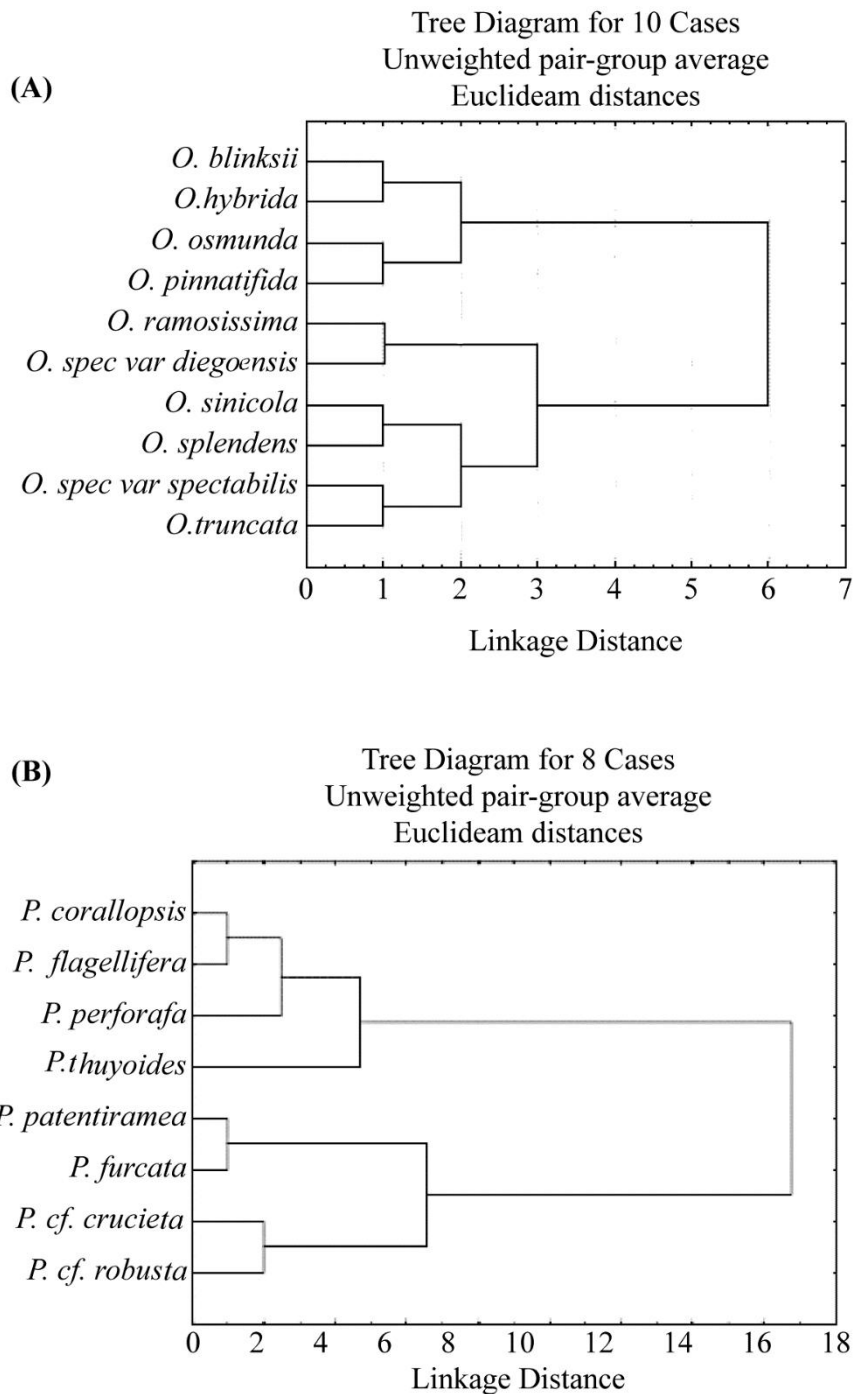 Tree Diagram for 10 Cases
Unweighted pair-group average
Euclideam distances
(A)
O. blinksii
O.hybrida
O. osmunda
O. pinnatifida
O. ramosissima
O. spec var diegoensis
O. sinicola
O. splendens
O. spec var spectabilis
O.truncata
0 1 2 3 4 5 6 7
Linkage Distance
Tree Diagram for 8 Cases
Unweighted pair-group average
Euclideam distances
(B)
P. corallopsis
P. flagellifera
P. perforafa
P.thuyoides
P. patentiramea
P. furcata
P. cf. crucieta
P. cf. robusta
0 2 4 6 8 10 12 14 16 18
Linkage Distance